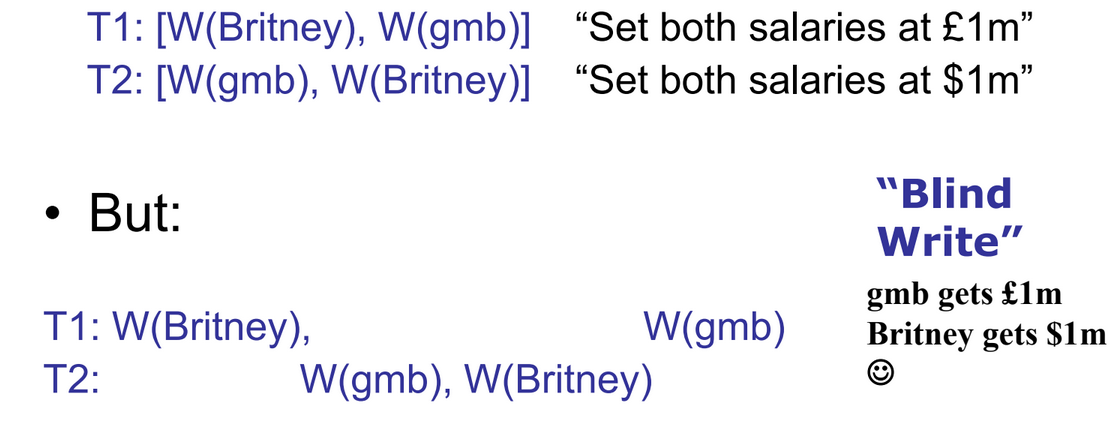 T1: [W(Britney), W(gmb)] “Set both salaries at £1m”
T2: [W(gmb), W(Britney)] “Set both salaries at $1m”
• But:
“Blind
Write”
gmb gets £1m
Britney gets $1m
☺
T1: W(Britney), W(gmb)
T2: W(gmb), W(Britney)